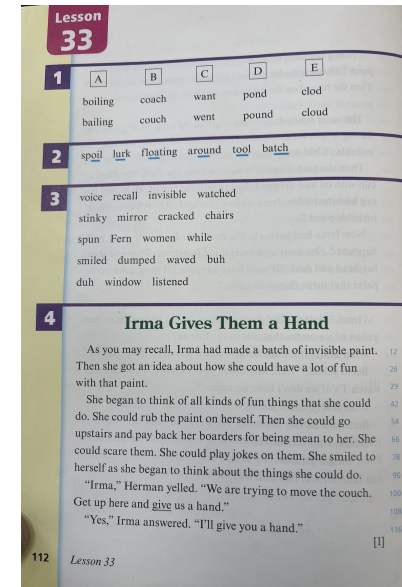 Lesson
33
1
A B C D E
boiling coach want pond clod
bailing couch went pound cloud
2 spoil lurk floating around tool batch
3
voice recall invisible watched
stinky mirror cracked chairs
spun Fern women while
smiled dumped waved buh
duh window listened
4
Irma Gives Them a Hand
As you may recall, Irma had made a batch of invisible paint. 12
Then she got an idea about how she could have a lot of fun 26
with that paint. 29
She began to think of all kinds of fun things that she could 42
do. She could rub the paint on herself. Then she could go 54
upstairs and pay back her boarders for being mean to her. She 66
could scare them. She could play jokes on them. She smiled to 78
herself as she began to think about the things she could do. 90
“Irma,” Herman yelled. “We are trying to move the couch. 100
Get up here and give us a hand.” 108
“Yes,” Irma answered. “I’ll give you a hand.” 116
[1]
112 Lesson 33